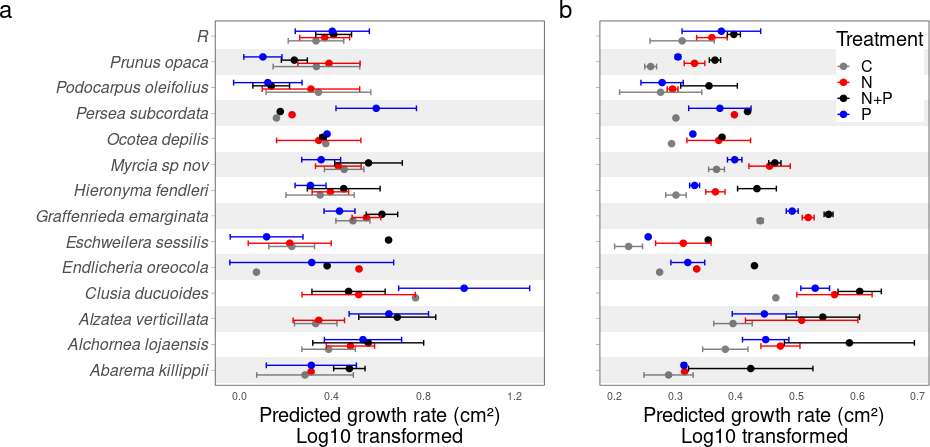 a
b
R
Prunus opaca
Podocarpus oleifolius
Persea subcordata
Ocotea depilis
Myrcia sp nov
Hieronyma fendleri
Graffenrieda emarginata
Eschweilera sessilis
Endlicheria oreocola
Clusia ducuoides
Alzatea verticillata
Alchornea lojaensis
Abarema killippii
0.0 0.4 0.8 1.2
Predicted growth rate (cm²)
Log10 transformed
Treatment
C
N
N+P
P
0.2 0.3 0.4 0.5 0.6 0.7
Predicted growth rate (cm²)
Log10 transformed